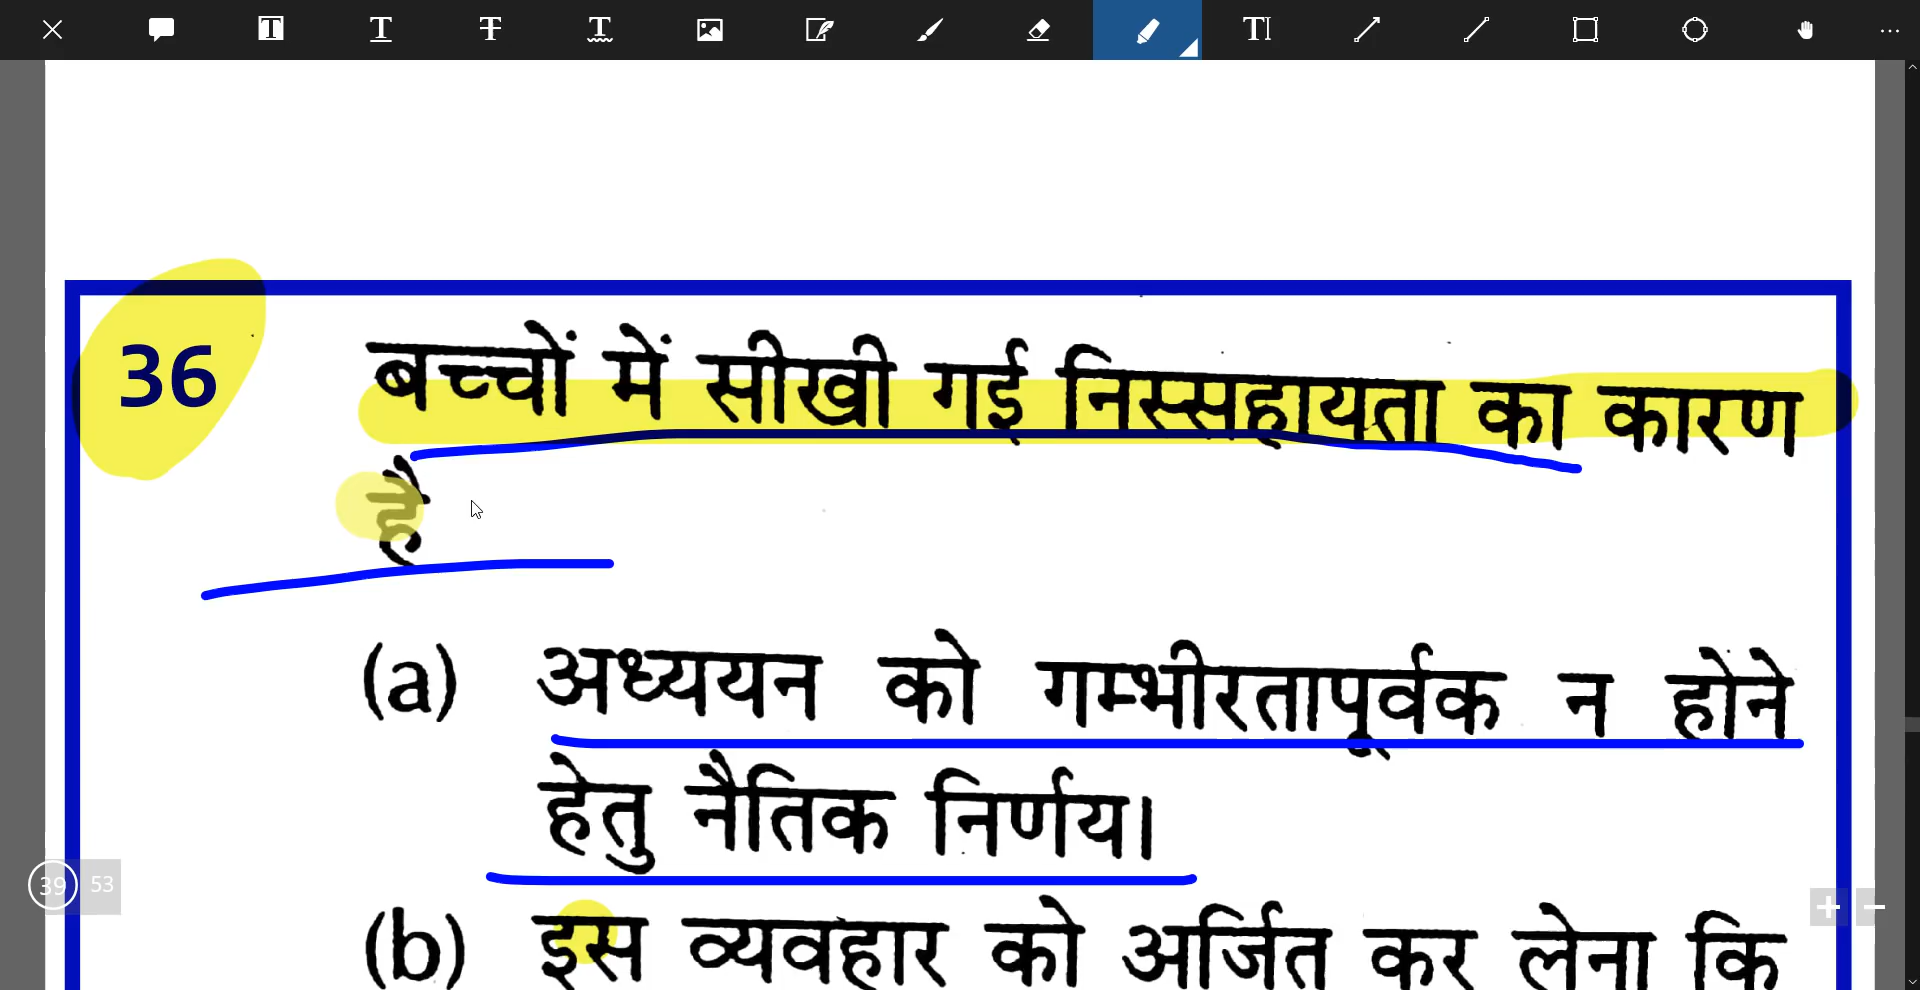 36 बच्चों में सीखी गई निस्सहायता का कारण
है
(a) अध्ययन को गम्भीरतापूर्वक न होने
हेतु नैतिक निर्णय।
39 53
(b) इस व्यवहार को अर्जित कर लेना कि